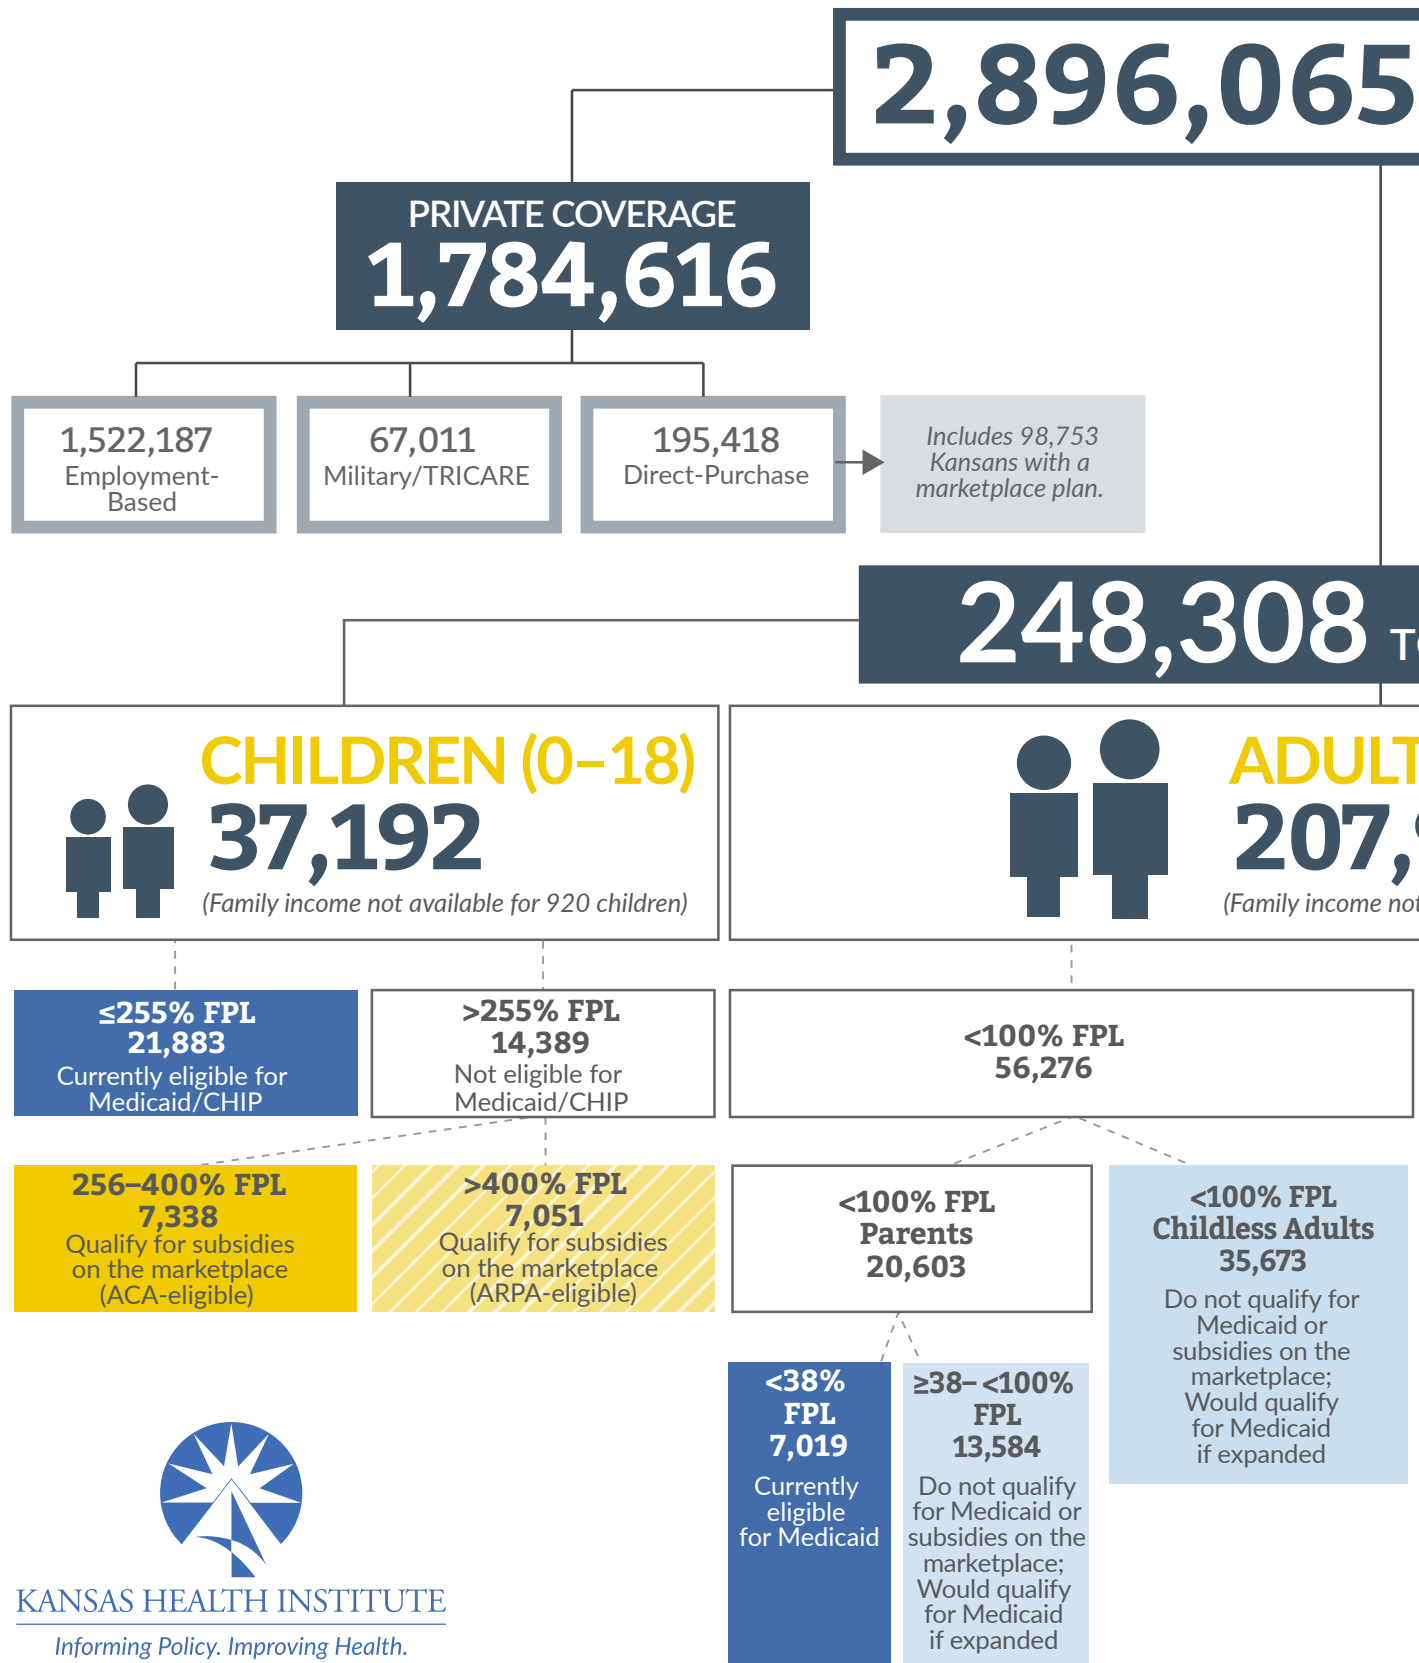 2,896,065
PRIVATE COVERAGE
1,784,616
1,522,187
Employment-
Based
67,011
Military/TRICARE
195,418
Direct-Purchase
Includes 98,753
Kansans with a
marketplace plan.
248,308
CHILDREN (0–18)
37,192
(Family income not available for 920 children)
ADULT
207,
(Family income not
≤255% FPL
21,883
Currently eligible for
Medicaid/CHIP
>255% FPL
14,389
Not eligible for
Medicaid/CHIP
<100% FPL
56,276
256–400% FPL
7,338
Qualify for subsidies
on the marketplace
(ACA-eligible)
>400% FPL
7,051
Qualify for subsidies
on the marketplace
(ARPA-eligible)
<100% FPL
Parents
20,603
<100% FPL
Childless Adults
35,673
Do not qualify for
Medicaid or
subsidies on the
marketplace;
Would qualify
for Medicaid
if expanded
<38%
FPL
7,019
Currently
eligible
for Medicaid
≥38– <100%
FPL
13,584
Do not qualify
for Medicaid or
subsidies on the
marketplace;
Would qualify
for Medicaid
if expanded
KANSAS HEALTH INSTITUTE
Informing Policy. Improving Health.